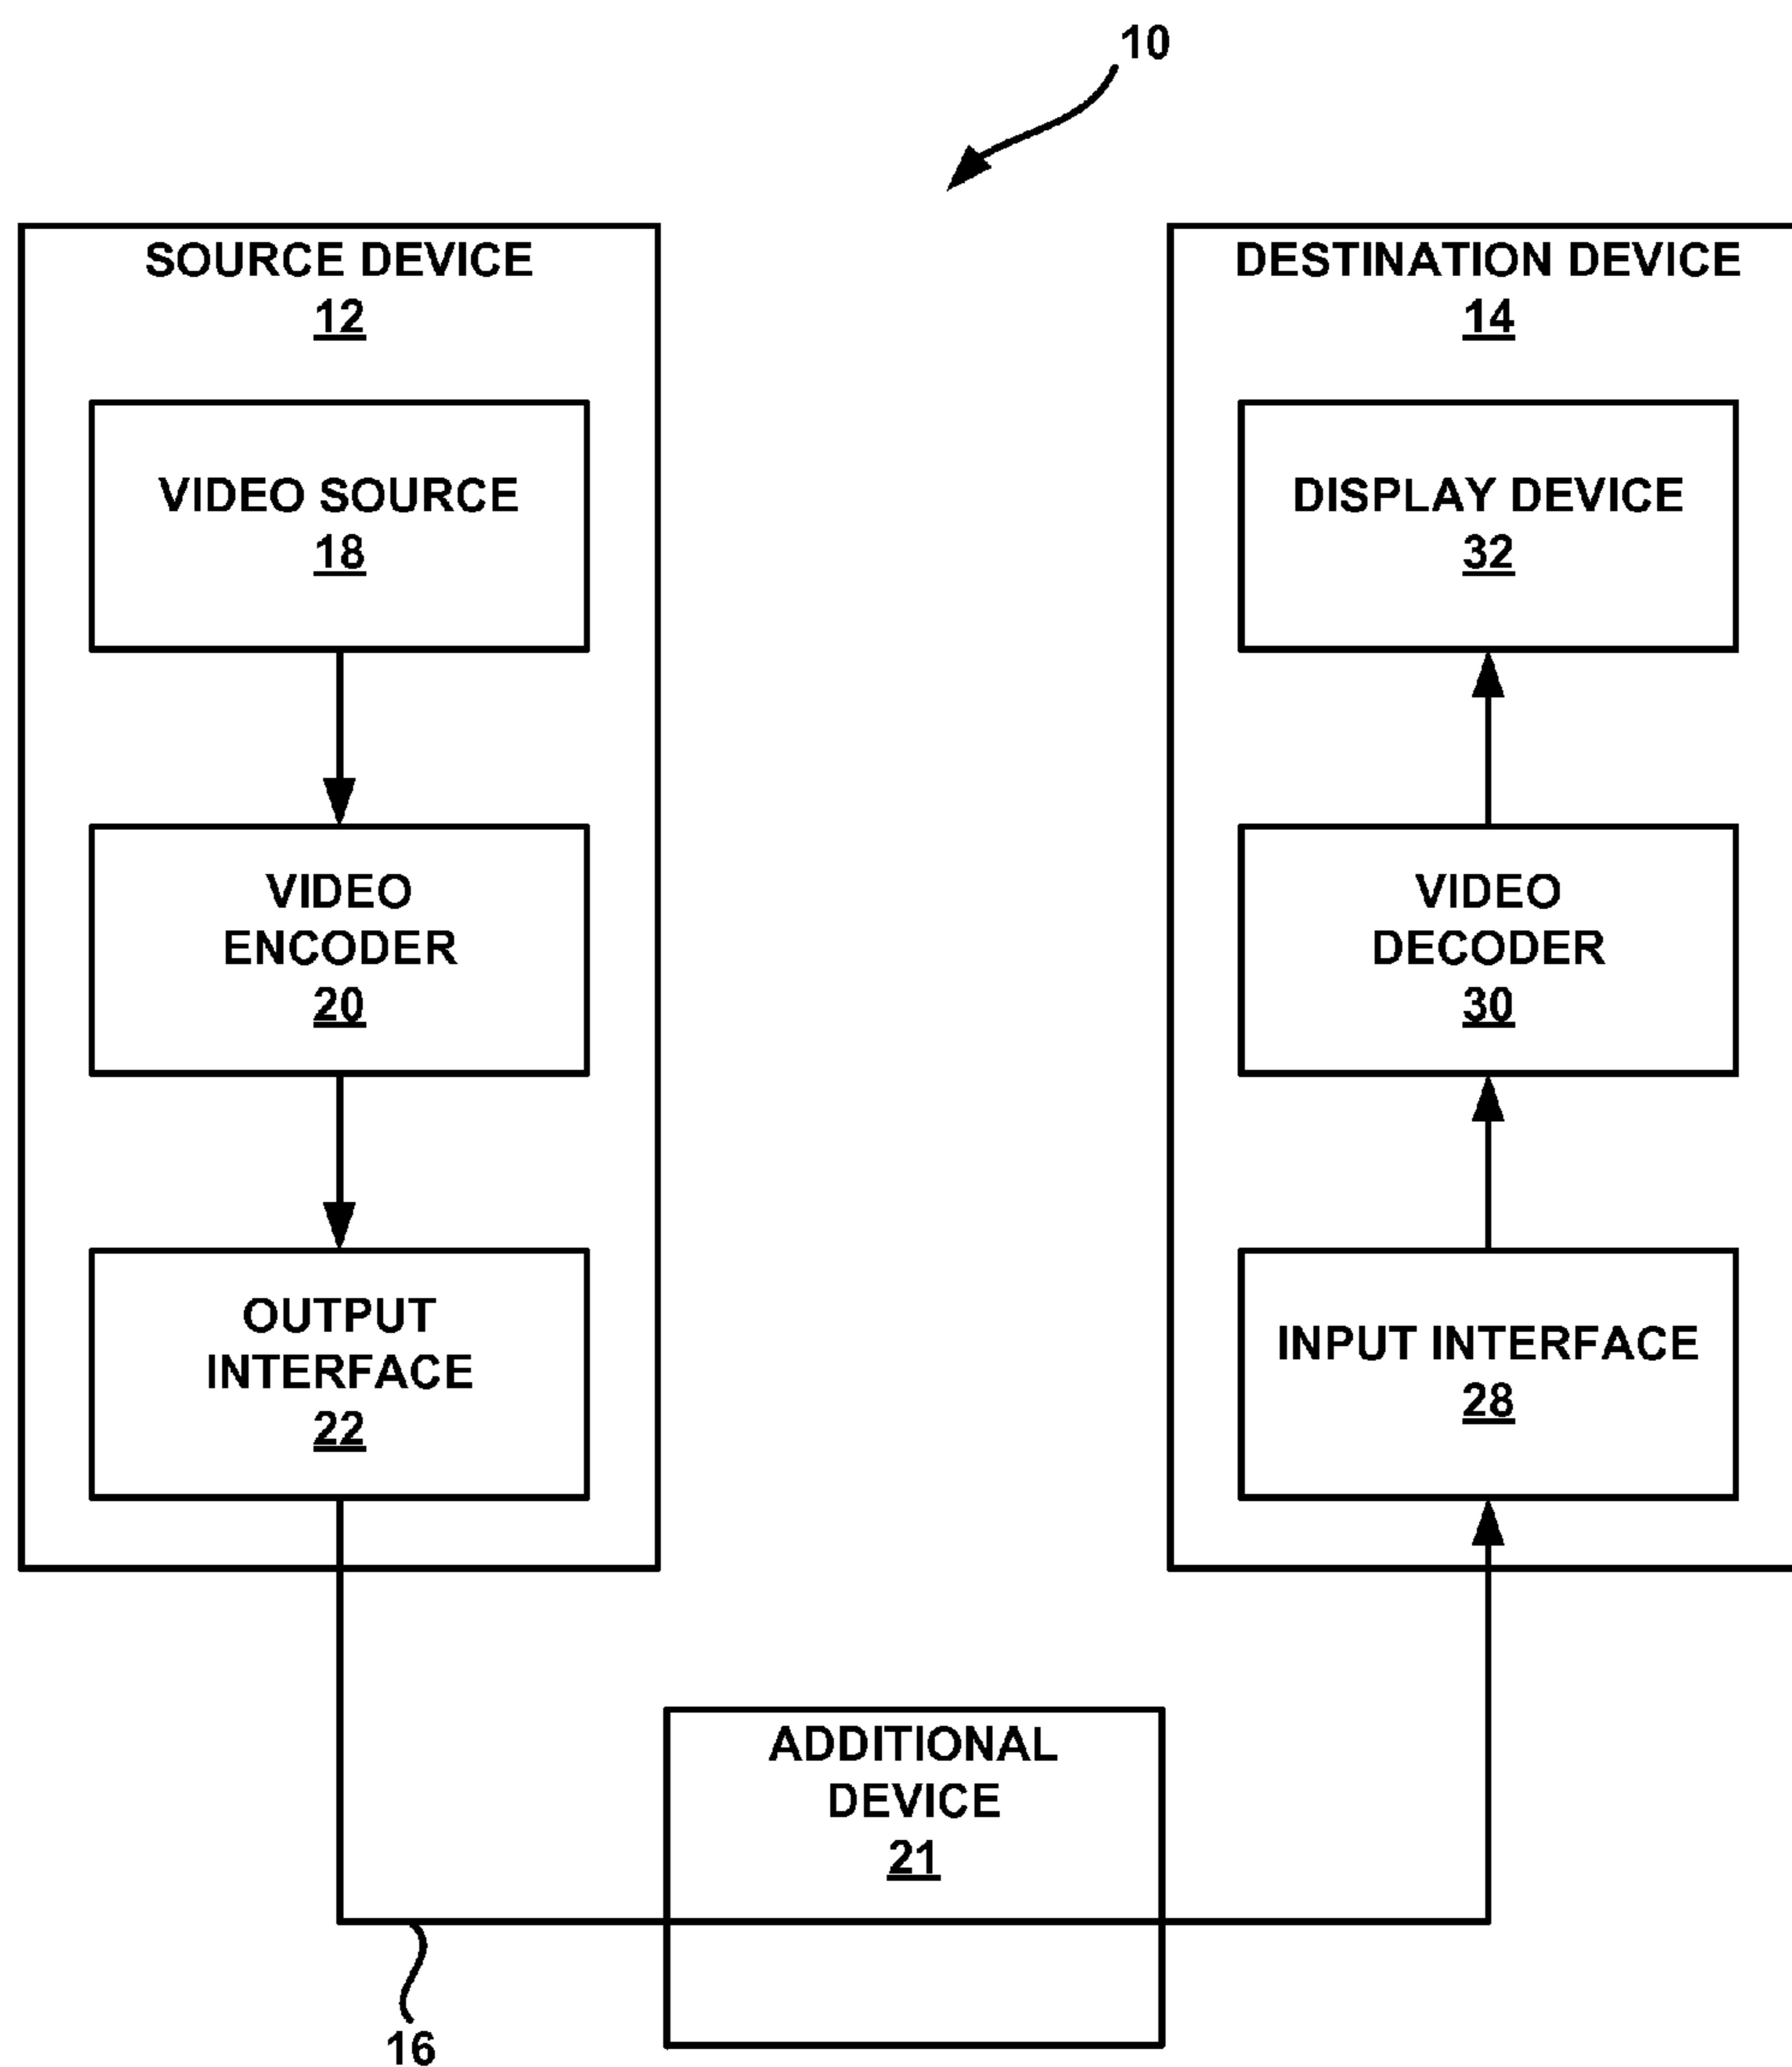 10
SOURCE DEVICE
12
VIDEO SOURCE
18
VIDEO
ENCODER
20
OUTPUT
INTERFACE
22
DESTINATION DEVICE
14
DISPLAY DEVICE
32
VIDEO
DECODER
30
INPUT INTERFACE
28
ADDITIONAL
DEVICE
21
16